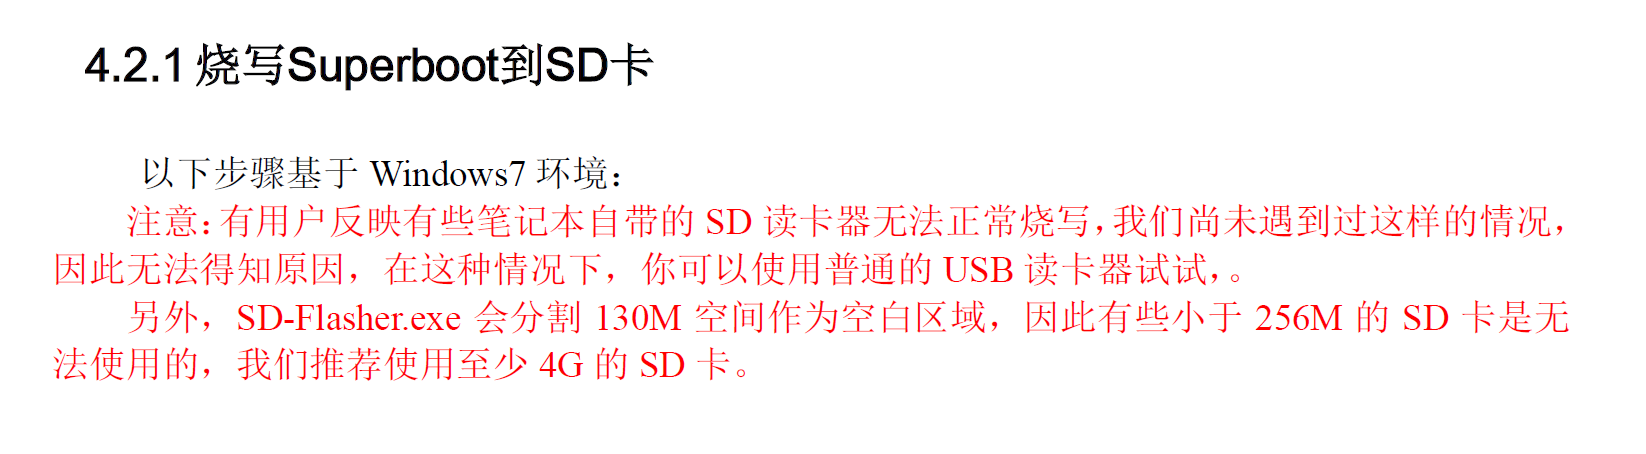 4.2.1 烧写Superboot到SD卡
以下步骤基于 Windows7 环境：
注意：有用户反映有些笔记本自带的 SD 读卡器无法正常烧写，我们尚未遇到过这样的情况，
因此无法得知原因，在这种情况下，你可以使用普通的 USB 读卡器试试，。
另外，SD-Flasher.exe 会分割 130M 空间作为空白区域，因此有些小于 256M 的 SD 卡是无
法使用的，我们推荐使用至少 4G 的 SD 卡。